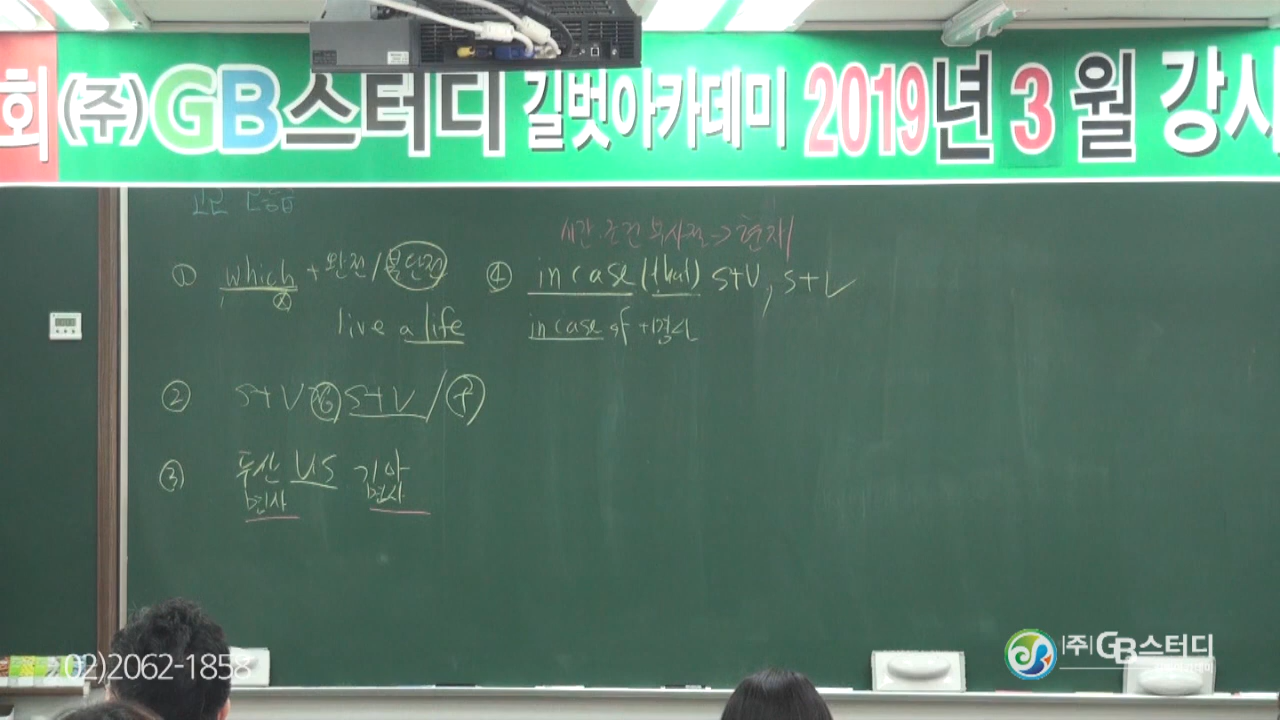 회 (주)GB스터디 길벗아카데미 2019년 3월 강사
시간.조건 부사절→현재
① which + 완전/불완전
live a life
② S+V 접 S+V /
③ 두산 VS 기아
명사 명사
④ in case (that) S+V, S+V
in case of +명사
02)2062-1858
(주)GB스터디